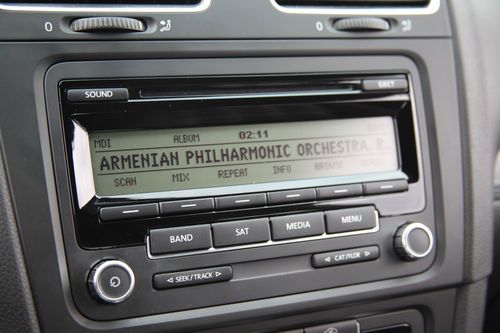 0
0
SOUND
EJECT
MDI ALBUM 02:11
ARMENIAN PHILHARMONIC ORCHESTRA. R
SCAN MIX REPEAT INFO BROWSE SCROLL
BAND SAT MEDIA MENU
◁ SEEK/TRACK ▷
◁ CAT/FLDR ▷